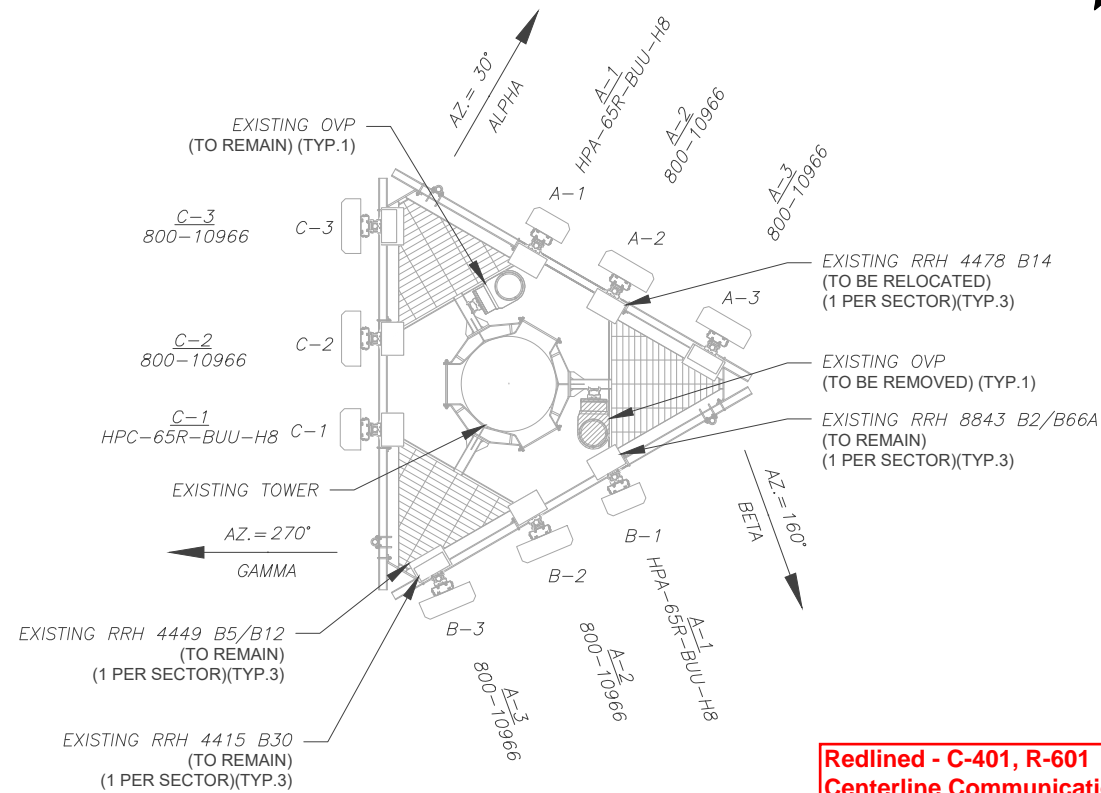 AZ.= 30°
ALPHA
A-1
HPA-65R-BUU-H8
A-2
800-10966
A-3
800-10966
EXISTING OVP
(TO REMAIN) (TYP.1)
C-3
800-10966
C-3
A-1
A-2
A-3
EXISTING RRH 4478 B14
(TO BE RELOCATED)
(1 PER SECTOR)(TYP.3)
C-2
800-10966
C-2
EXISTING OVP
(TO BE REMOVED) (TYP.1)
C-1
HPC-65R-BUU-H8
C-1
EXISTING RRH 8843 B2/B66A
(TO REMAIN)
(1 PER SECTOR)(TYP.3)
EXISTING TOWER
AZ.= 160°
BETA
AZ.=270°
GAMMA
B-1
B-2
B-3
A-1
HPA-65R-BUU-H8
A-2
800-10966
A-3
800-10966
EXISTING RRH 4449 B5/B12
(TO REMAIN)
(1 PER SECTOR)(TYP.3)
EXISTING RRH 4415 B30
(TO REMAIN)
(1 PER SECTOR)(TYP.3)
Redlined - C-401, R-601